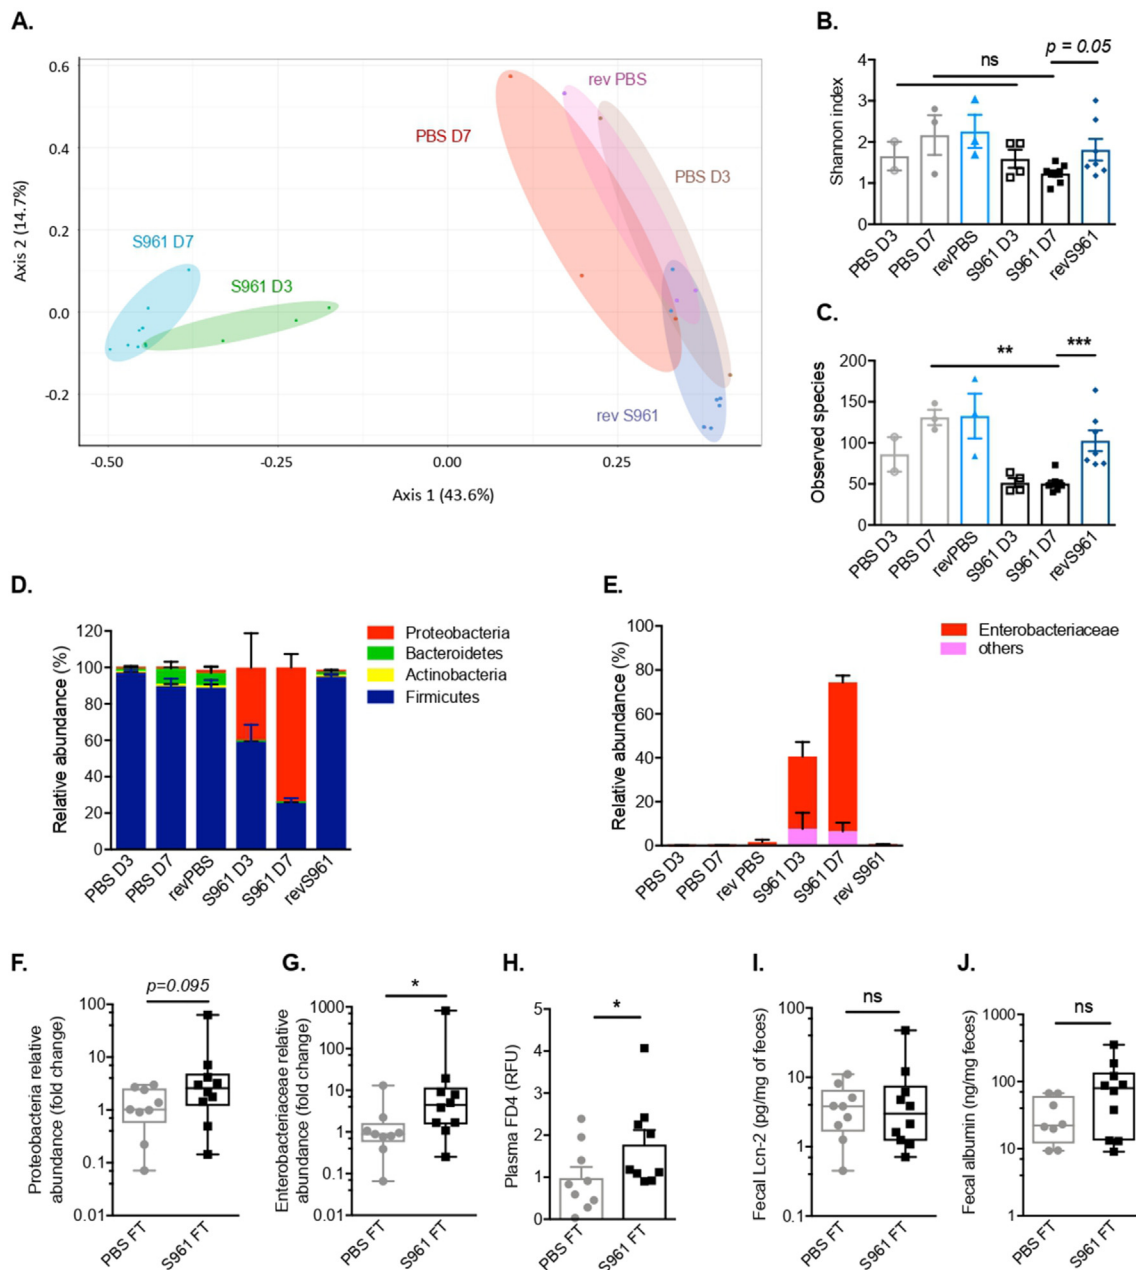 A.
0.6
0.4
0.2
0.0
-0.2
Axis 2 (14.7%)
-0.50
-0.25
0.00
0.25
Axis 1 (43.6%)
rev PBS
PBS D7
PBS D3
S961 D7
S961 D3
rev S961
B.
p = 0.05
ns
4
3
2
1
0
Shannon index
PBS D3
PBS D7
revPBS
S961 D3
S961 D7
revS961
C.
**
***
200
150
100
50
0
Observed species
PBS D3
PBS D7
revPBS
S961 D3
S961 D7
revS961
D.
120
100
80
60
40
20
0
Relative abundance (%)
Proteobacteria
Bacteroidetes
Actinobacteria
Firmicutes
PBS D3
PBS D7
revPBS
S961 D3
S961 D7
revS961
E.
100
80
60
40
20
0
Relative abundance (%)
Enterobacteriaceae
others
PBS D3
PBS D7
rev PBS
S961 D3
S961 D7
rev S961
F.
p=0.095
100
10
1
0.1
0.01
Proteobacteria relative
abundance (fold change)
PBS FT
S961 FT
G.
*
1000
100
10
1
0.1
0.01
Enterobacteriaceae relative
abundance (fold change)
PBS FT
S961 FT
H.
*
5
4
3
2
1
0
Plasma FD4 (RFU)
PBS FT
S961 FT
I.
ns
100
10
1
0.1
Fecal Lcn-2 (pg/mg of feces)
PBS FT
S961 FT
J.
ns
1000
100
10
1
Fecal albumin (ng/mg feces)
PBS FT
S961 FT